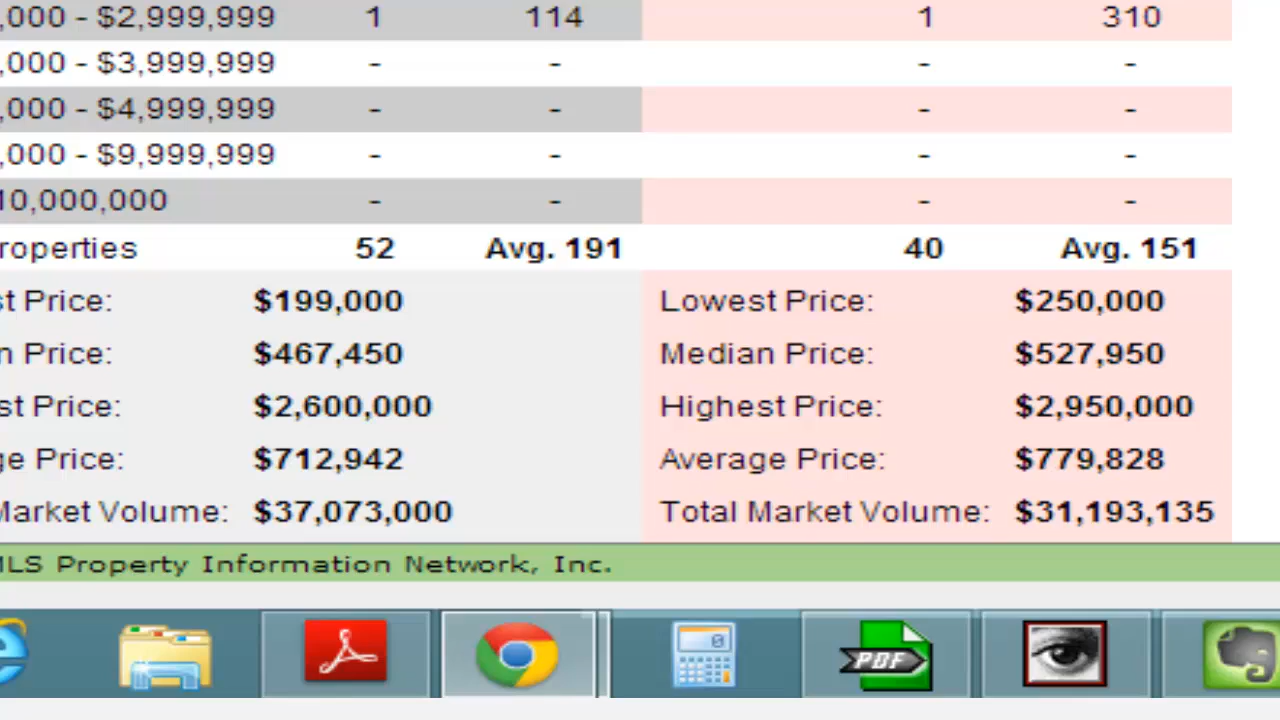 ,000 - $2,999,999 1 114 1 310
,000 - $3,999,999 - - - -
,000 - $4,999,999 - - - -
,000 - $9,999,999 - - - -
10,000,000 - - - -
roperties 52 Avg. 191 40 Avg. 151
st Price: $199,000 Lowest Price: $250,000
n Price: $467,450 Median Price: $527,950
st Price: $2,600,000 Highest Price: $2,950,000
ge Price: $712,942 Average Price: $779,828
Market Volume: $37,073,000 Total Market Volume: $31,193,135
MLS Property Information Network, Inc.
0
PDF